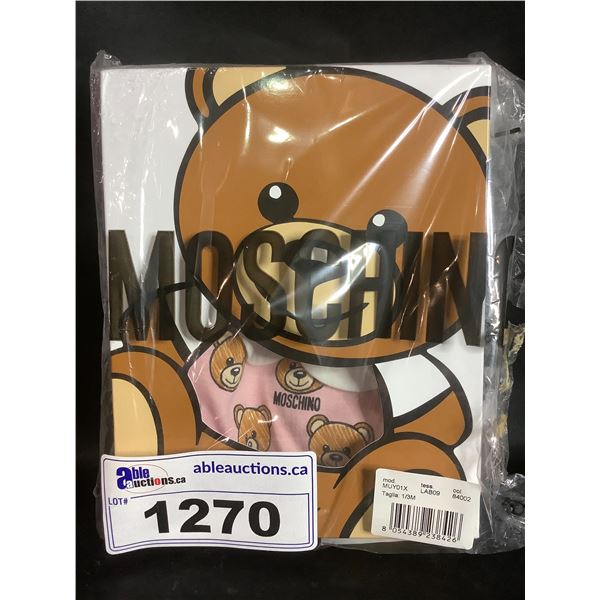 MOSCHINO
MOSCHINO
able auctions.ca
ableauctions.ca
LOT# 1270
mod. tess. col.
MUY01X LAB09 84002
Taglia: 1/3M
8 054389 238426